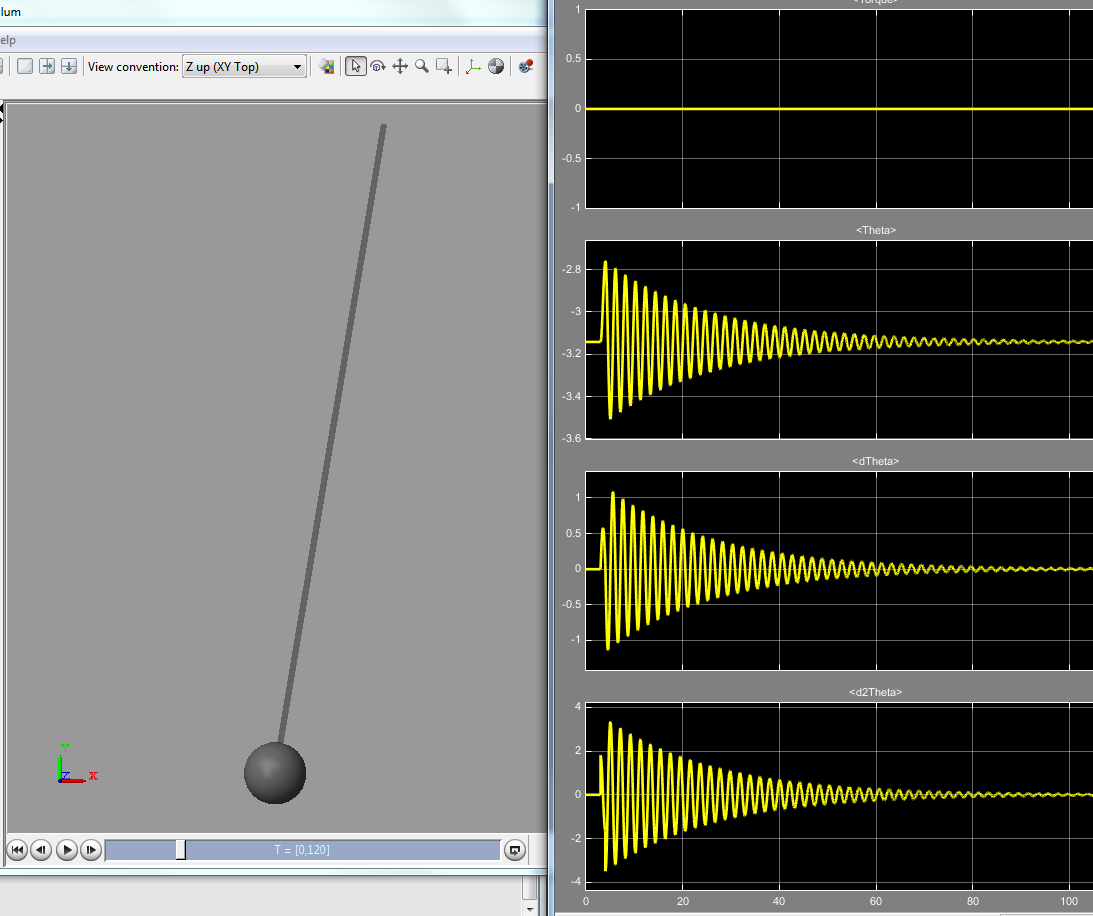 lum
elp
View convention: Z up (XY Top)
Y
Z X
T = [0,120]
<Torque>
1
0.5
0
-0.5
-1
<Theta>
-2.8
-3
-3.2
-3.4
-3.6
<dTheta>
1
0.5
0
-0.5
-1
<d2Theta>
4
2
0
-2
-4
0 20 40 60 80 100